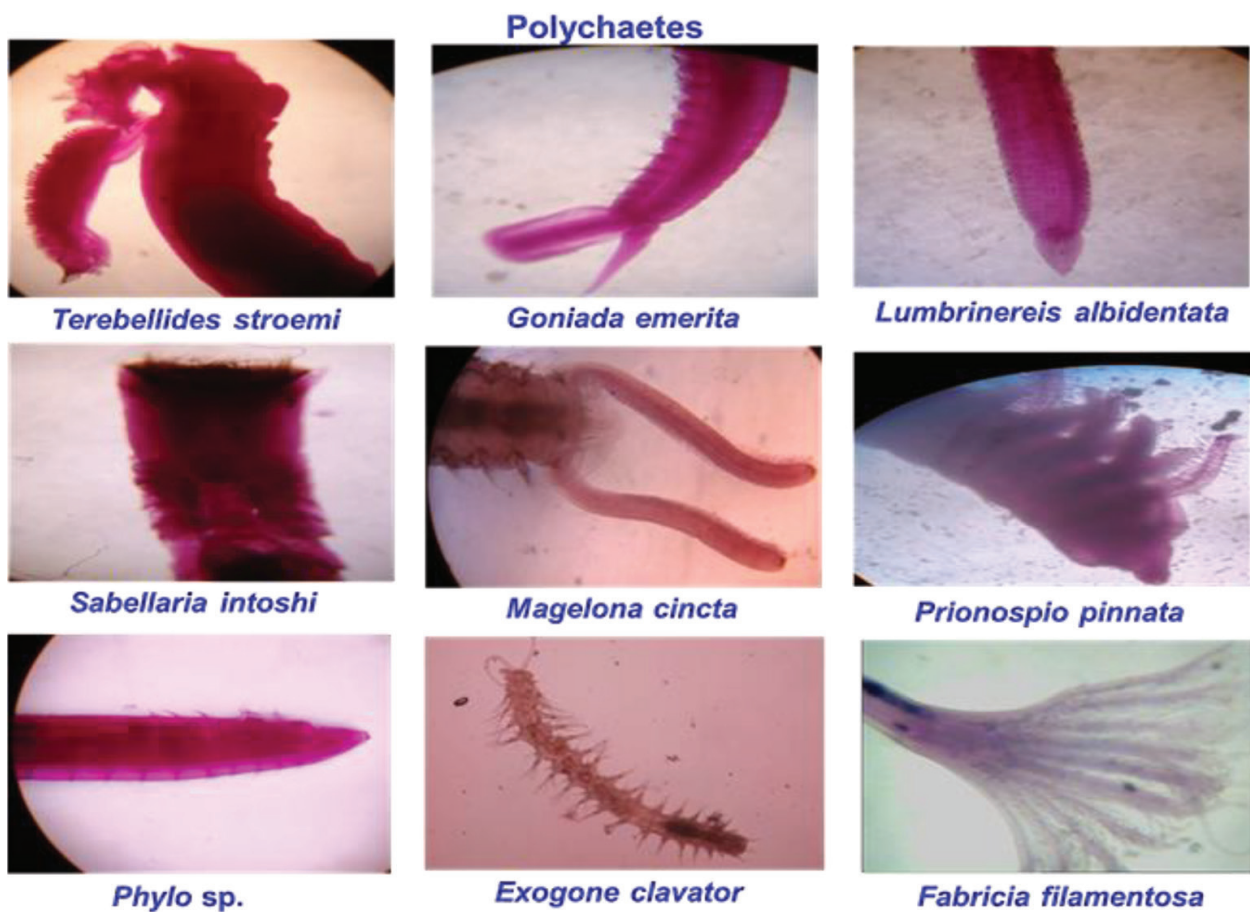 Polychaetes
Terebellides stroemi
Goniada emerita
Lumbrinereis albidentata
Sabellaria intoshi
Magelona cincta
Prionospio pinnata
Phylo sp.
Exogone clavator
Fabricia filamentosa